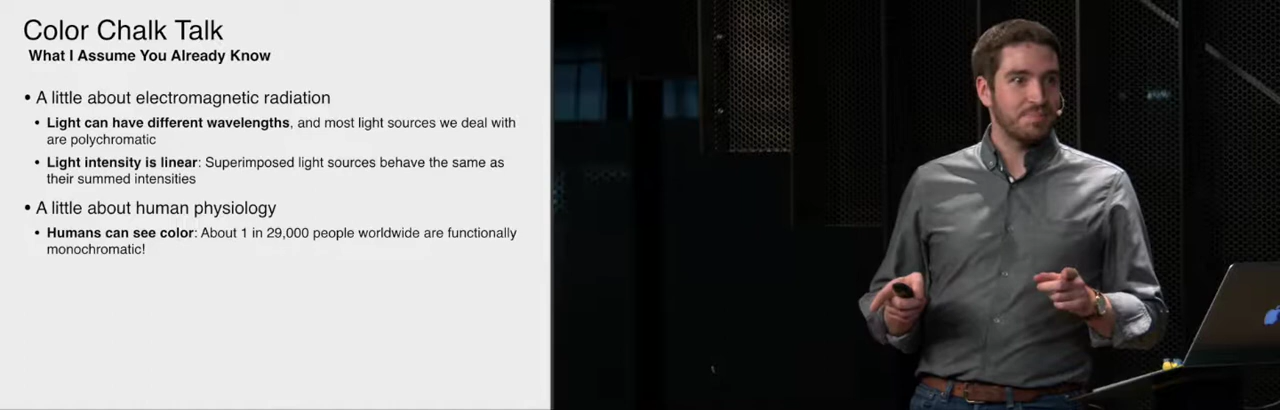 Color Chalk Talk
What I Assume You Already Know
• A little about electromagnetic radiation
• Light can have different wavelengths, and most light sources we deal with
are polychromatic
• Light intensity is linear: Superimposed light sources behave the same as
their summed intensities
• A little about human physiology
• Humans can see color: About 1 in 29,000 people worldwide are functionally
monochromatic!